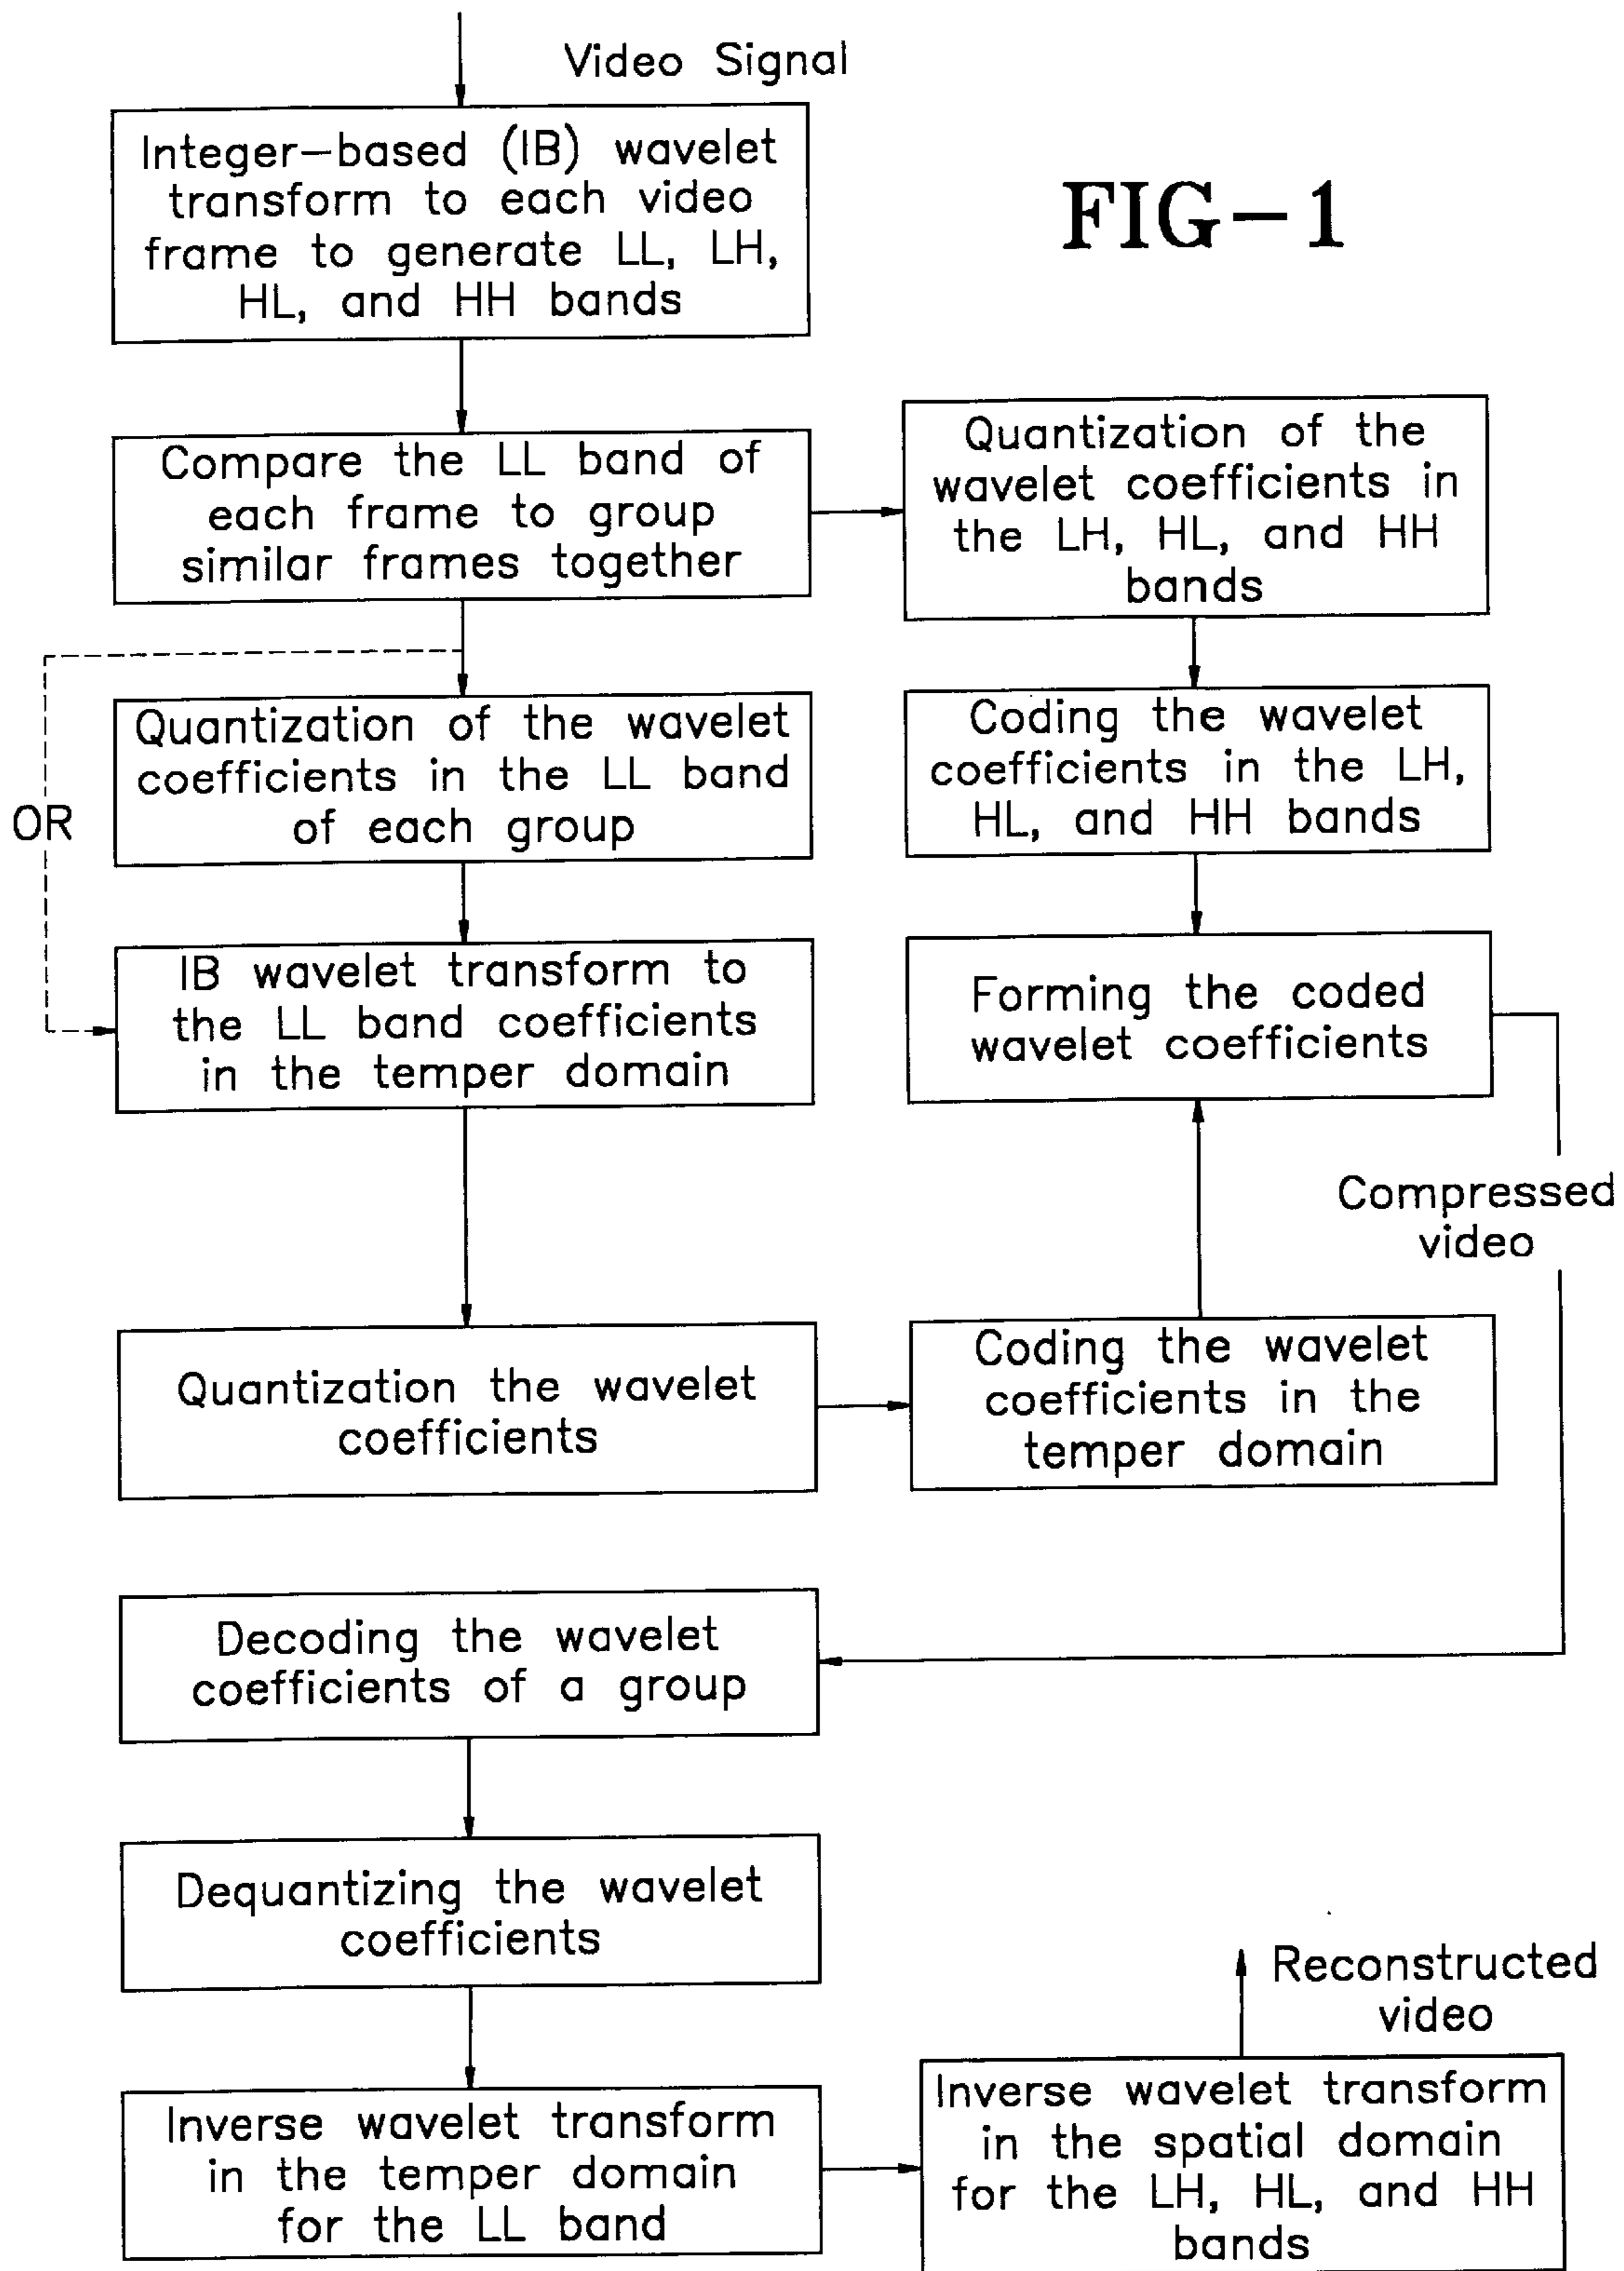 Video Signal
Integer-based (IB) wavelet
transform to each video
frame to generate LL, LH,
HL, and HH bands
FIG-1
Compare the LL band of
each frame to group
similar frames together
Quantization of the
wavelet coefficients in
the LH, HL, and HH
bands
Quantization of the wavelet
coefficients in the LL band
of each group
OR
Coding the wavelet
coefficients in the LH,
HL, and HH bands
IB wavelet transform to
the LL band coefficients
in the temper domain
Forming the coded
wavelet coefficients
Compressed
video
Quantization the wavelet
coefficients
Coding the wavelet
coefficients in the
temper domain
Decoding the wavelet
coefficients of a group
Dequantizing the wavelet
coefficients
Reconstructed
video
Inverse wavelet transform
in the temper domain
for the LL band
Inverse wavelet transform
in the spatial domain
for the LH, HL, and HH
bands